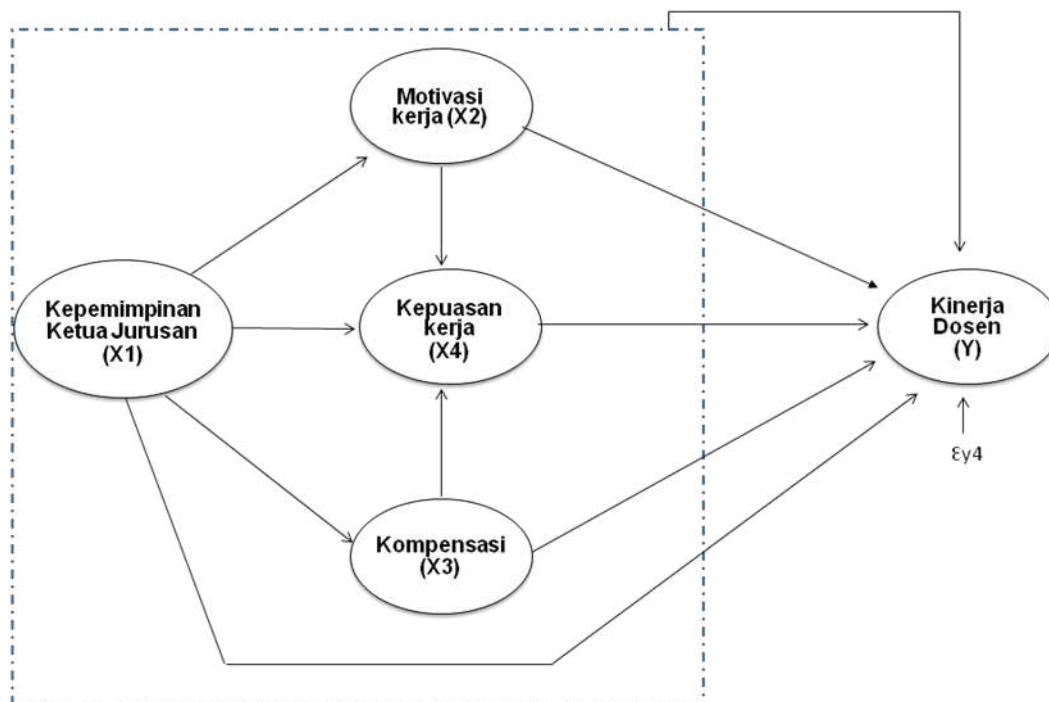 Motivasi
kerja (X2)
Kepemimpinan
Ketua Jurusan
(X1)
Kepuasan
kerja
(X4)
Kinerja
Dosen
(Y)
Kompensasi
(X3)
εy4